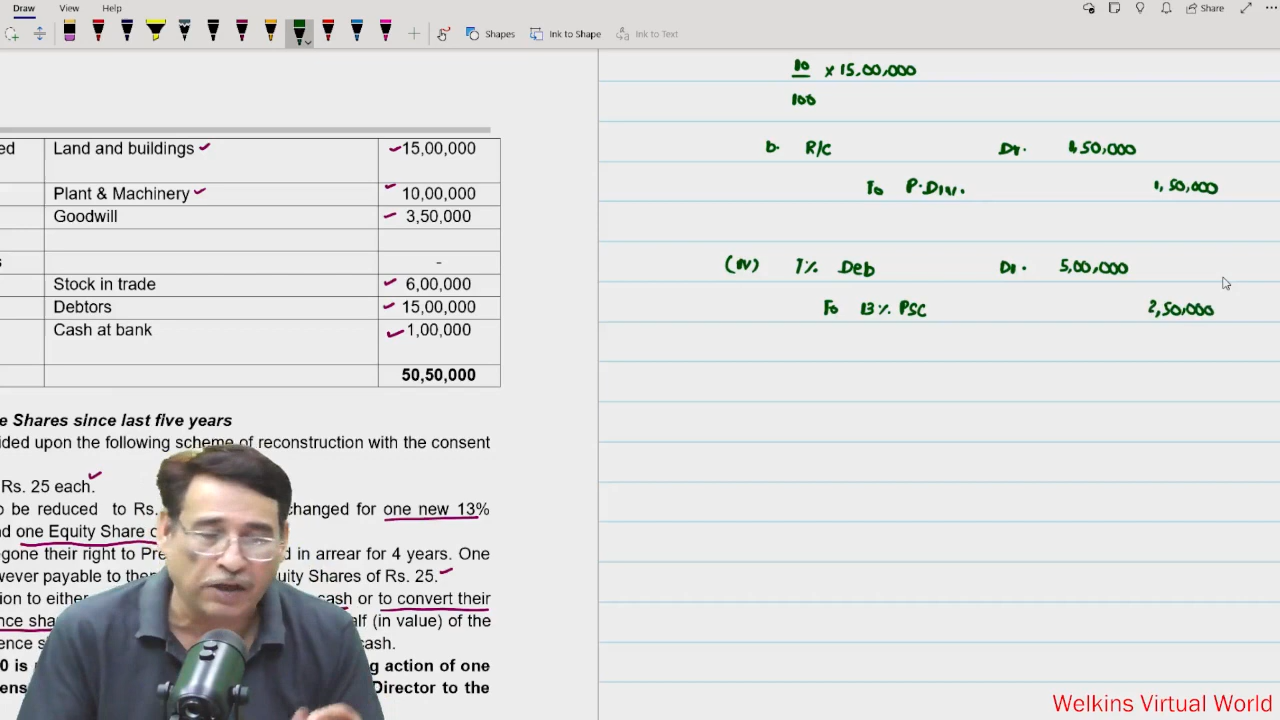 Draw View Help
Share
Shapes Ink to Shape Ink to Text
10 × 15,00,000
100
ed Land and buildings 15,00,000
b. R/C Dr. 1,50,000
Plant & Machinery 10,00,000
To P. Div. 1,50,000
Goodwill 3,50,000
s -
(IV) 7% Deb Dr. 5,00,000
Stock in trade 6,00,000
Debtors 15,00,000
To 13% PSC 2,50,000
Cash at bank 1,00,000
50,50,000
e Shares since last five years
ided upon the following scheme of reconstruction with the consent
Rs. 25 each.
o be reduced to Rs. changed for one new 13%
nd one Equity Share
gone their right to Pre d in arrear for 4 years. One
wever payable to the uity Shares of Rs. 25.
ion to either cash or to convert their
nce sha alf (in value) of the
ence s cash.
0 is g action of one
ens Director to the
Welkins Virtual World